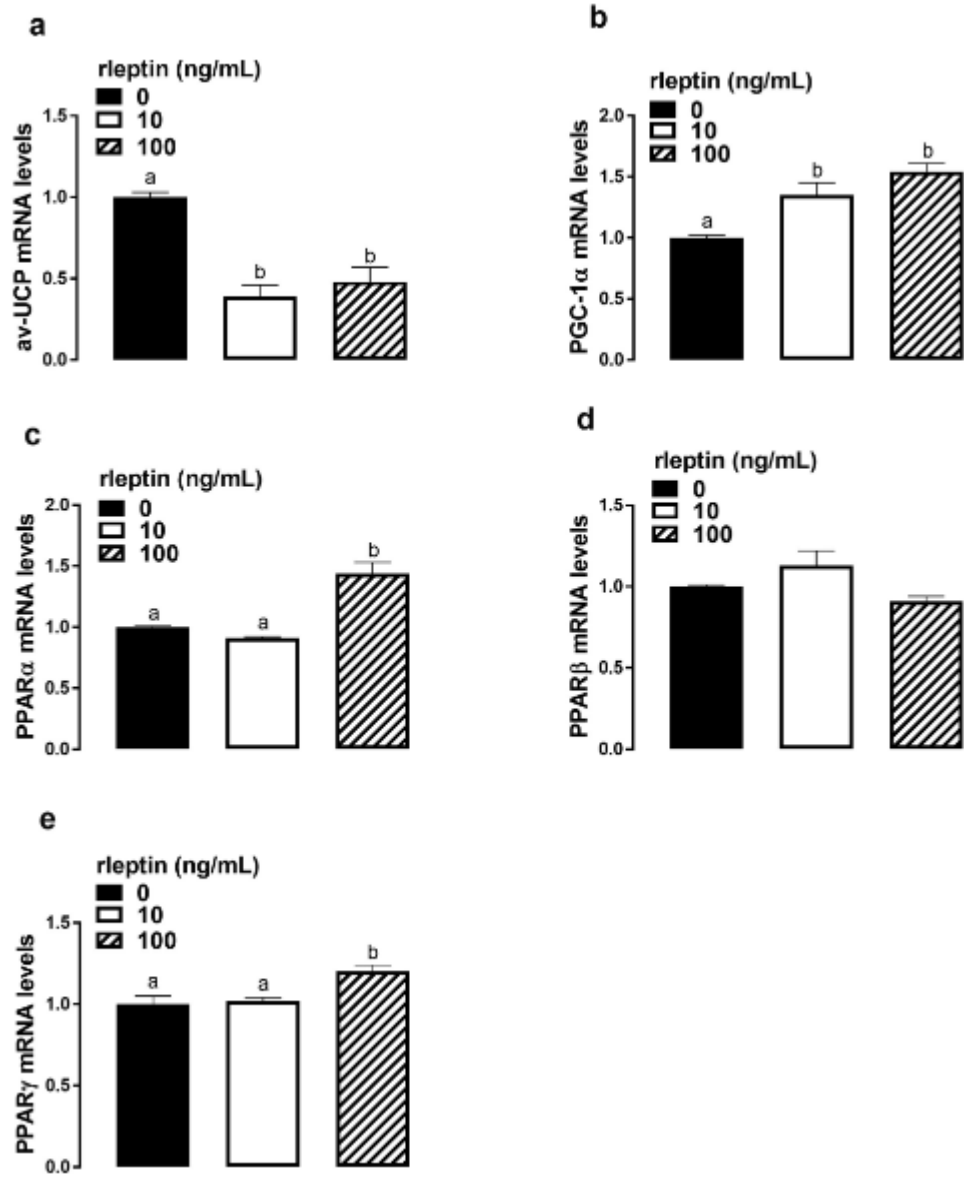 a
rleptin (ng/mL)
0
10
100
av-UCP mRNA levels
1.5
1.0
0.5
0.0
a
b
b
b
rleptin (ng/mL)
0
10
100
PGC-1α mRNA levels
2.0
1.5
1.0
0.5
0.0
a
b
b
c
rleptin (ng/mL)
0
10
100
PPARα mRNA levels
2.0
1.5
1.0
0.5
0.0
a
a
b
d
rleptin (ng/mL)
0
10
100
PPARβ mRNA levels
1.5
1.0
0.5
0.0
e
rleptin (ng/mL)
0
10
100
PPARγ mRNA levels
1.5
1.0
0.5
0.0
a
a
b